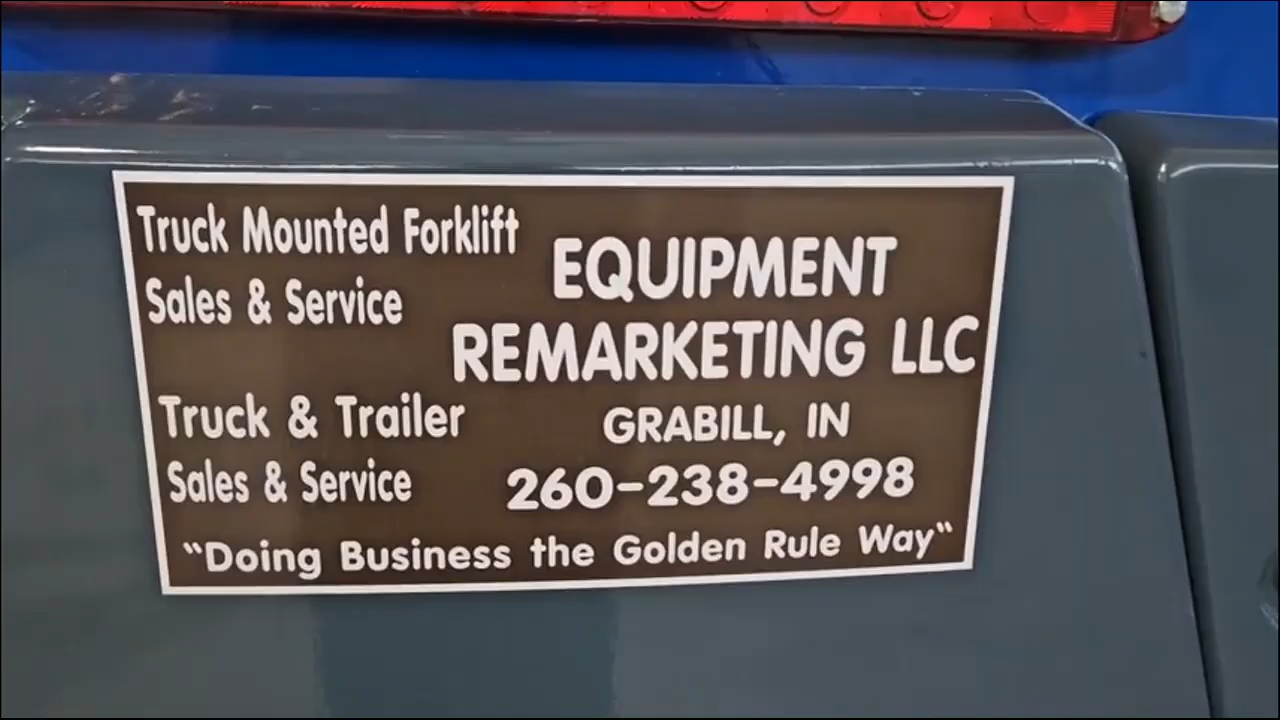 Truck Mounted Forklift
Sales & Service
EQUIPMENT
REMARKETING LLC
Truck & Trailer
Sales & Service
GRABILL, IN
260-238-4998
“Doing Business the Golden Rule Way“